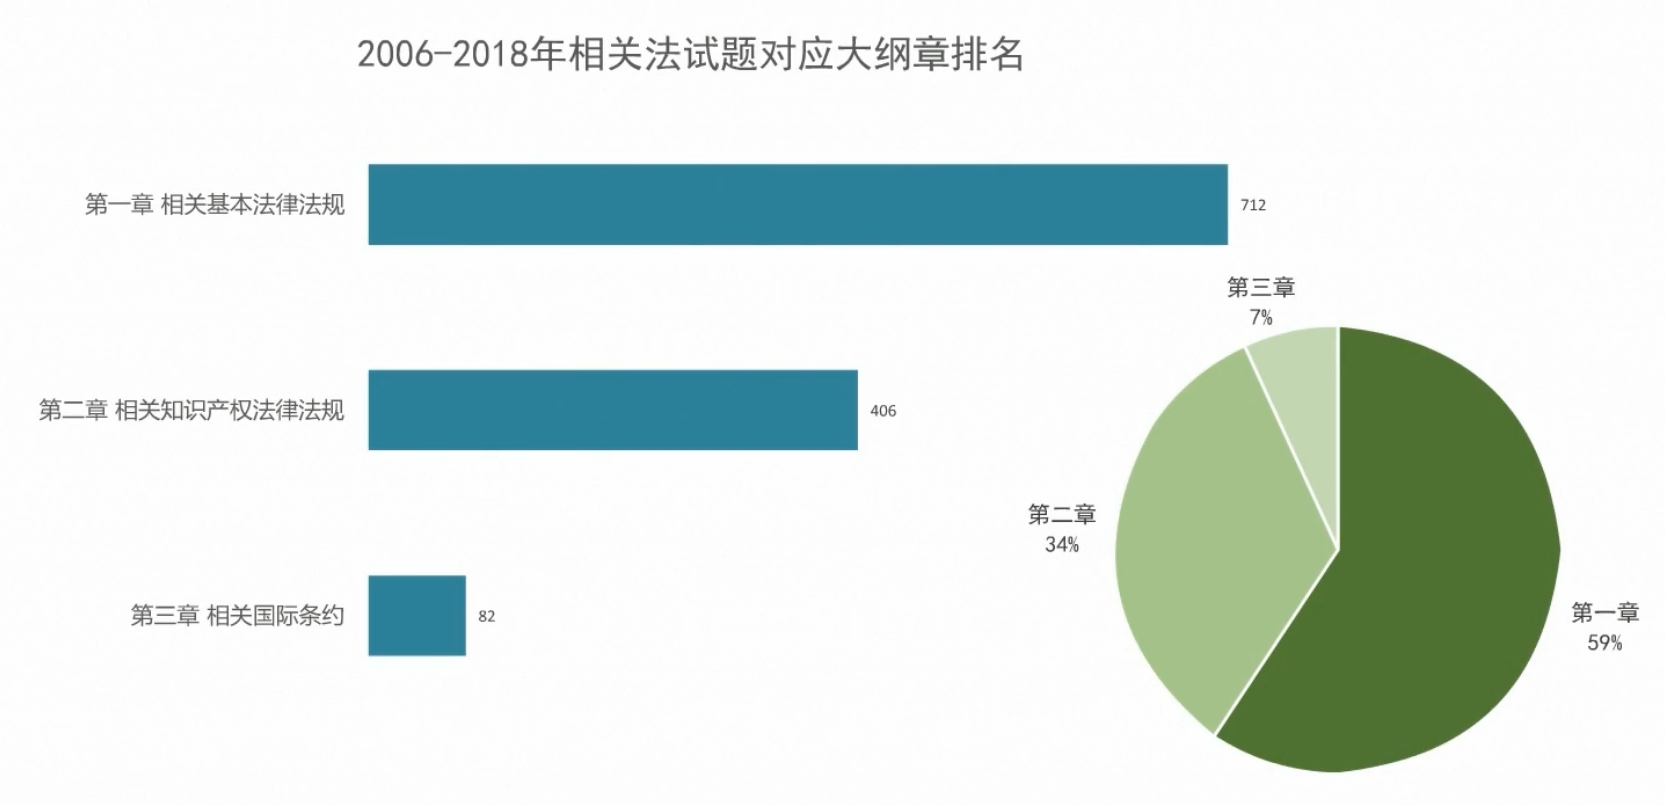 2006-2018年相关法试题对应大纲章排名
第一章 相关基本法律法规
712
第二章 相关知识产权法律法规
406
第三章 相关国际条约
82
第三章
7%
第二章
34%
第一章
59%